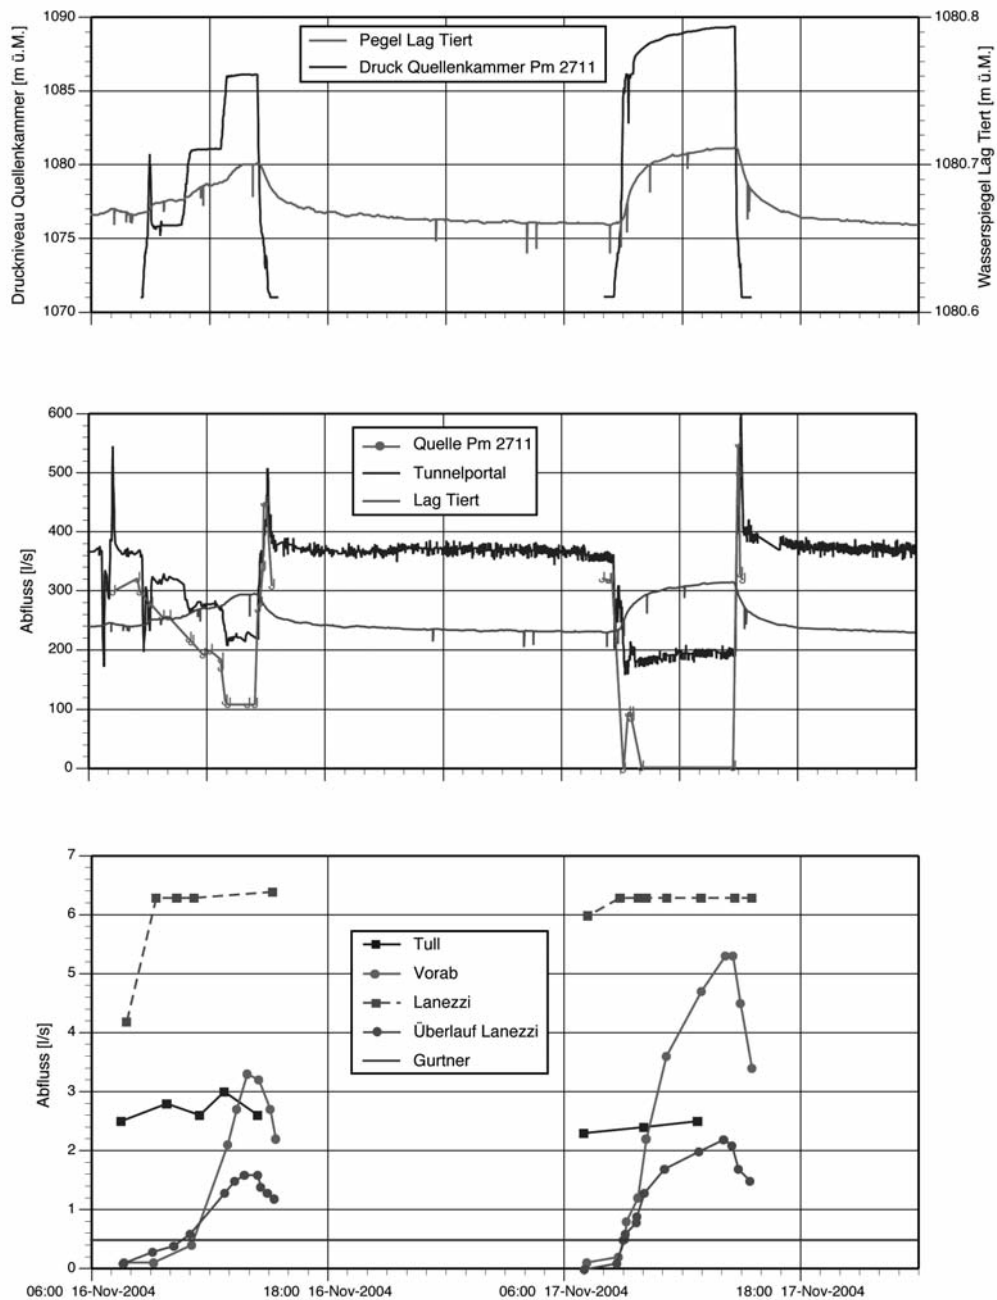 1090
1085
1080
1075
1070
Druckniveau Quellenkammer [m ü.M.]
Pegel Lag Tiert
Druck Quellenkammer Pm 2711
1080.8
1080.7
1080.6
Wasserspiegel Lag Tiert [m ü.M.]
600
500
400
300
200
100
0
Abfluss [l/s]
Quelle Pm 2711
Tunnelportal
Lag Tiert
7
6
5
4
3
2
1
0
Abfluss [l/s]
Tull
Vorab
Lanezzi
Überlauf Lanezzi
Gurtner
06:00 16-Nov-2004
18:00 16-Nov-2004
06:00 17-Nov-2004
18:00 17-Nov-2004